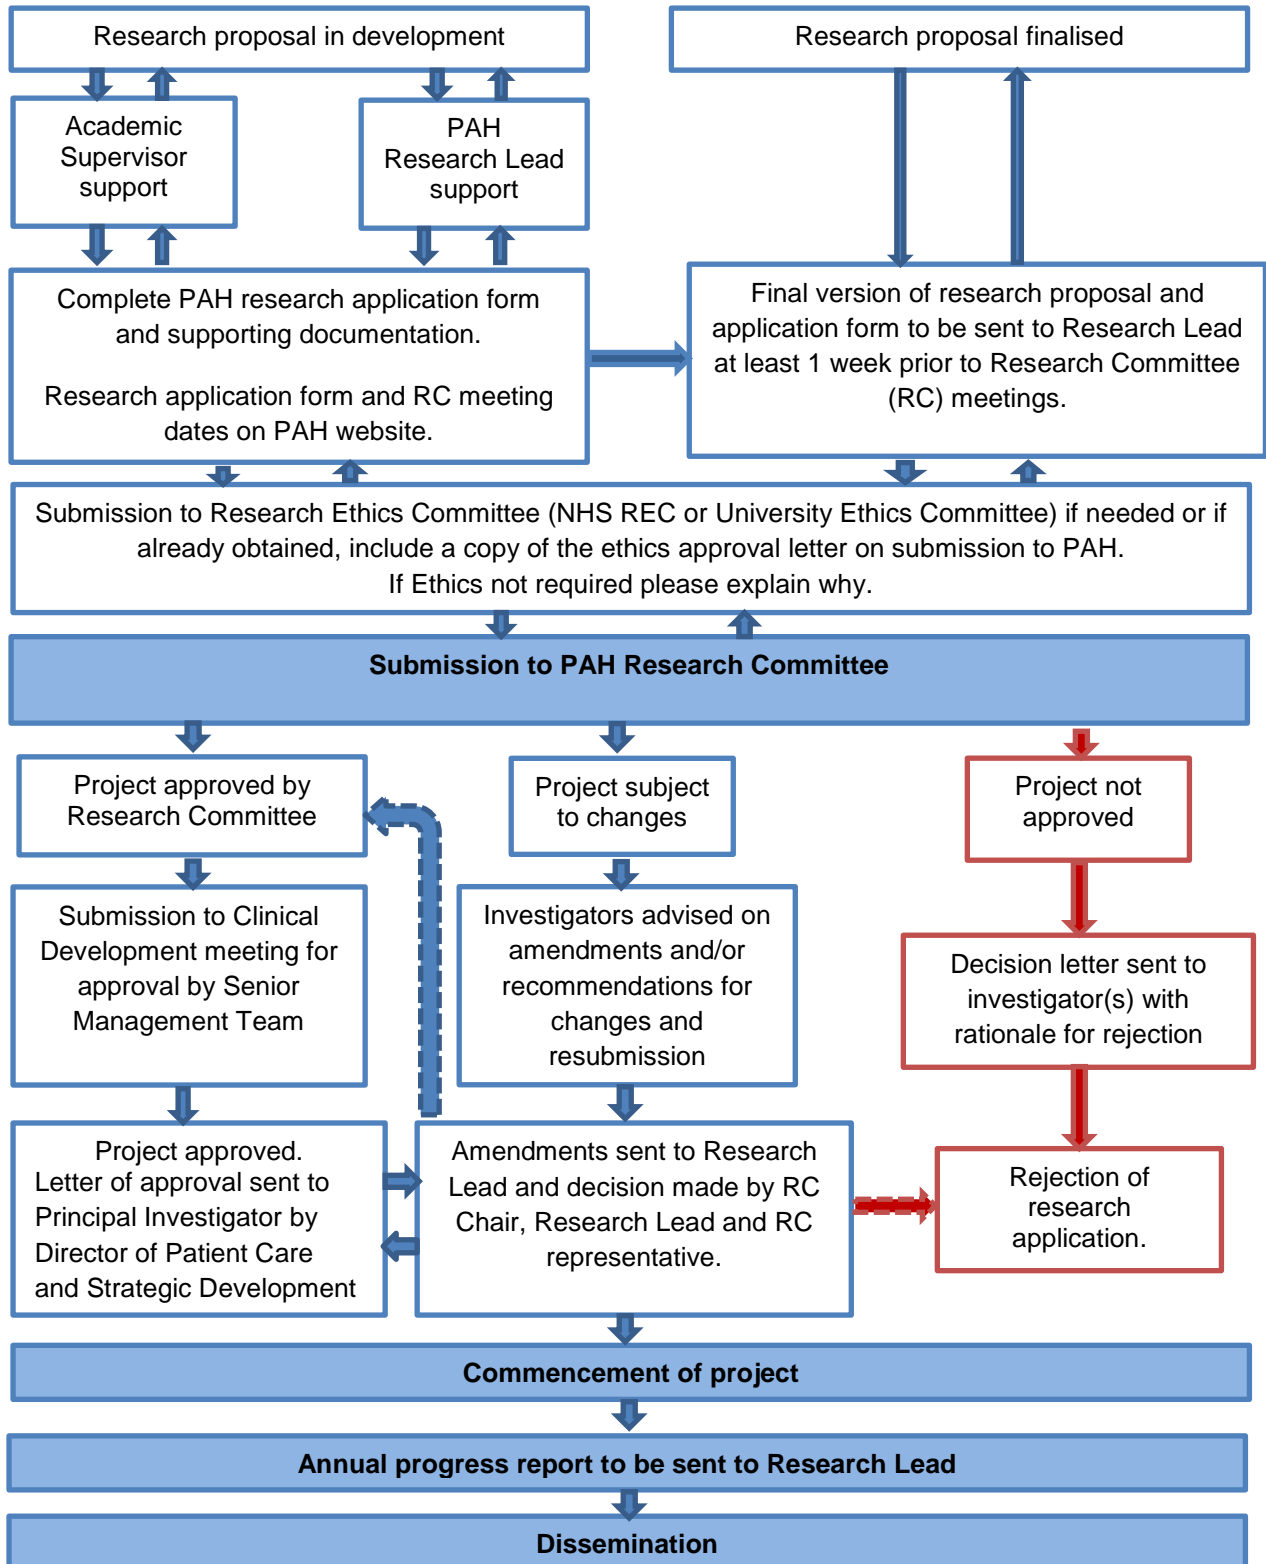 Research proposal in development
Research proposal finalised
Academic
Supervisor
support
PAH
Research Lead
support
Complete PAH research application form
and supporting documentation.
Research application form and RC meeting
dates on PAH website.
Final version of research proposal and
application form to be sent to Research Lead
at least 1 week prior to Research Committee
(RC) meetings.
Submission to Research Ethics Committee (NHS REC or University Ethics Committee) if needed or if
already obtained, include a copy of the ethics approval letter on submission to PAH.
If Ethics not required please explain why.
Submission to PAH Research Committee
Project approved by
Research Committee
Project subject
to changes
Project not
approved
Submission to Clinical
Development meeting for
approval by Senior
Management Team
Investigators advised on
amendments and/or
recommendations for
changes and
resubmission
Decision letter sent to
investigator(s) with
rationale for rejection
Project approved.
Letter of approval sent to
Principal Investigator by
Director of Patient Care
and Strategic Development
Amendments sent to Research
Lead and decision made by RC
Chair, Research Lead and RC
representative.
Rejection of
research
application.
Commencement of project
Annual progress report to be sent to Research Lead
Dissemination